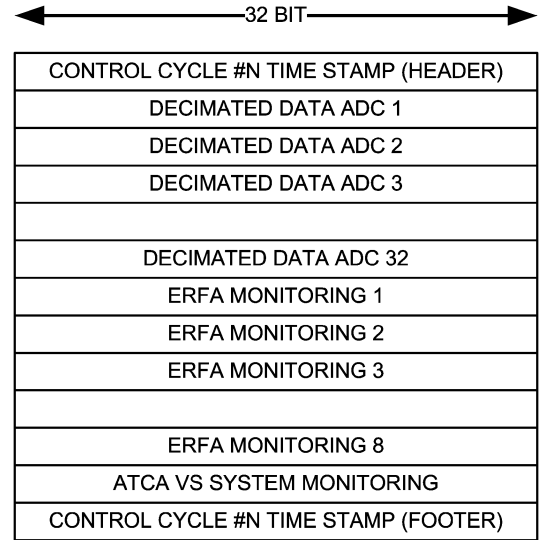 32 BIT
CONTROL CYCLE #N TIME STAMP (HEADER)
DECIMATED DATA ADC 1
DECIMATED DATA ADC 2
DECIMATED DATA ADC 3
DECIMATED DATA ADC 32
ERFA MONITORING 1
ERFA MONITORING 2
ERFA MONITORING 3
ERFA MONITORING 8
ATCA VS SYSTEM MONITORING
CONTROL CYCLE #N TIME STAMP (FOOTER)